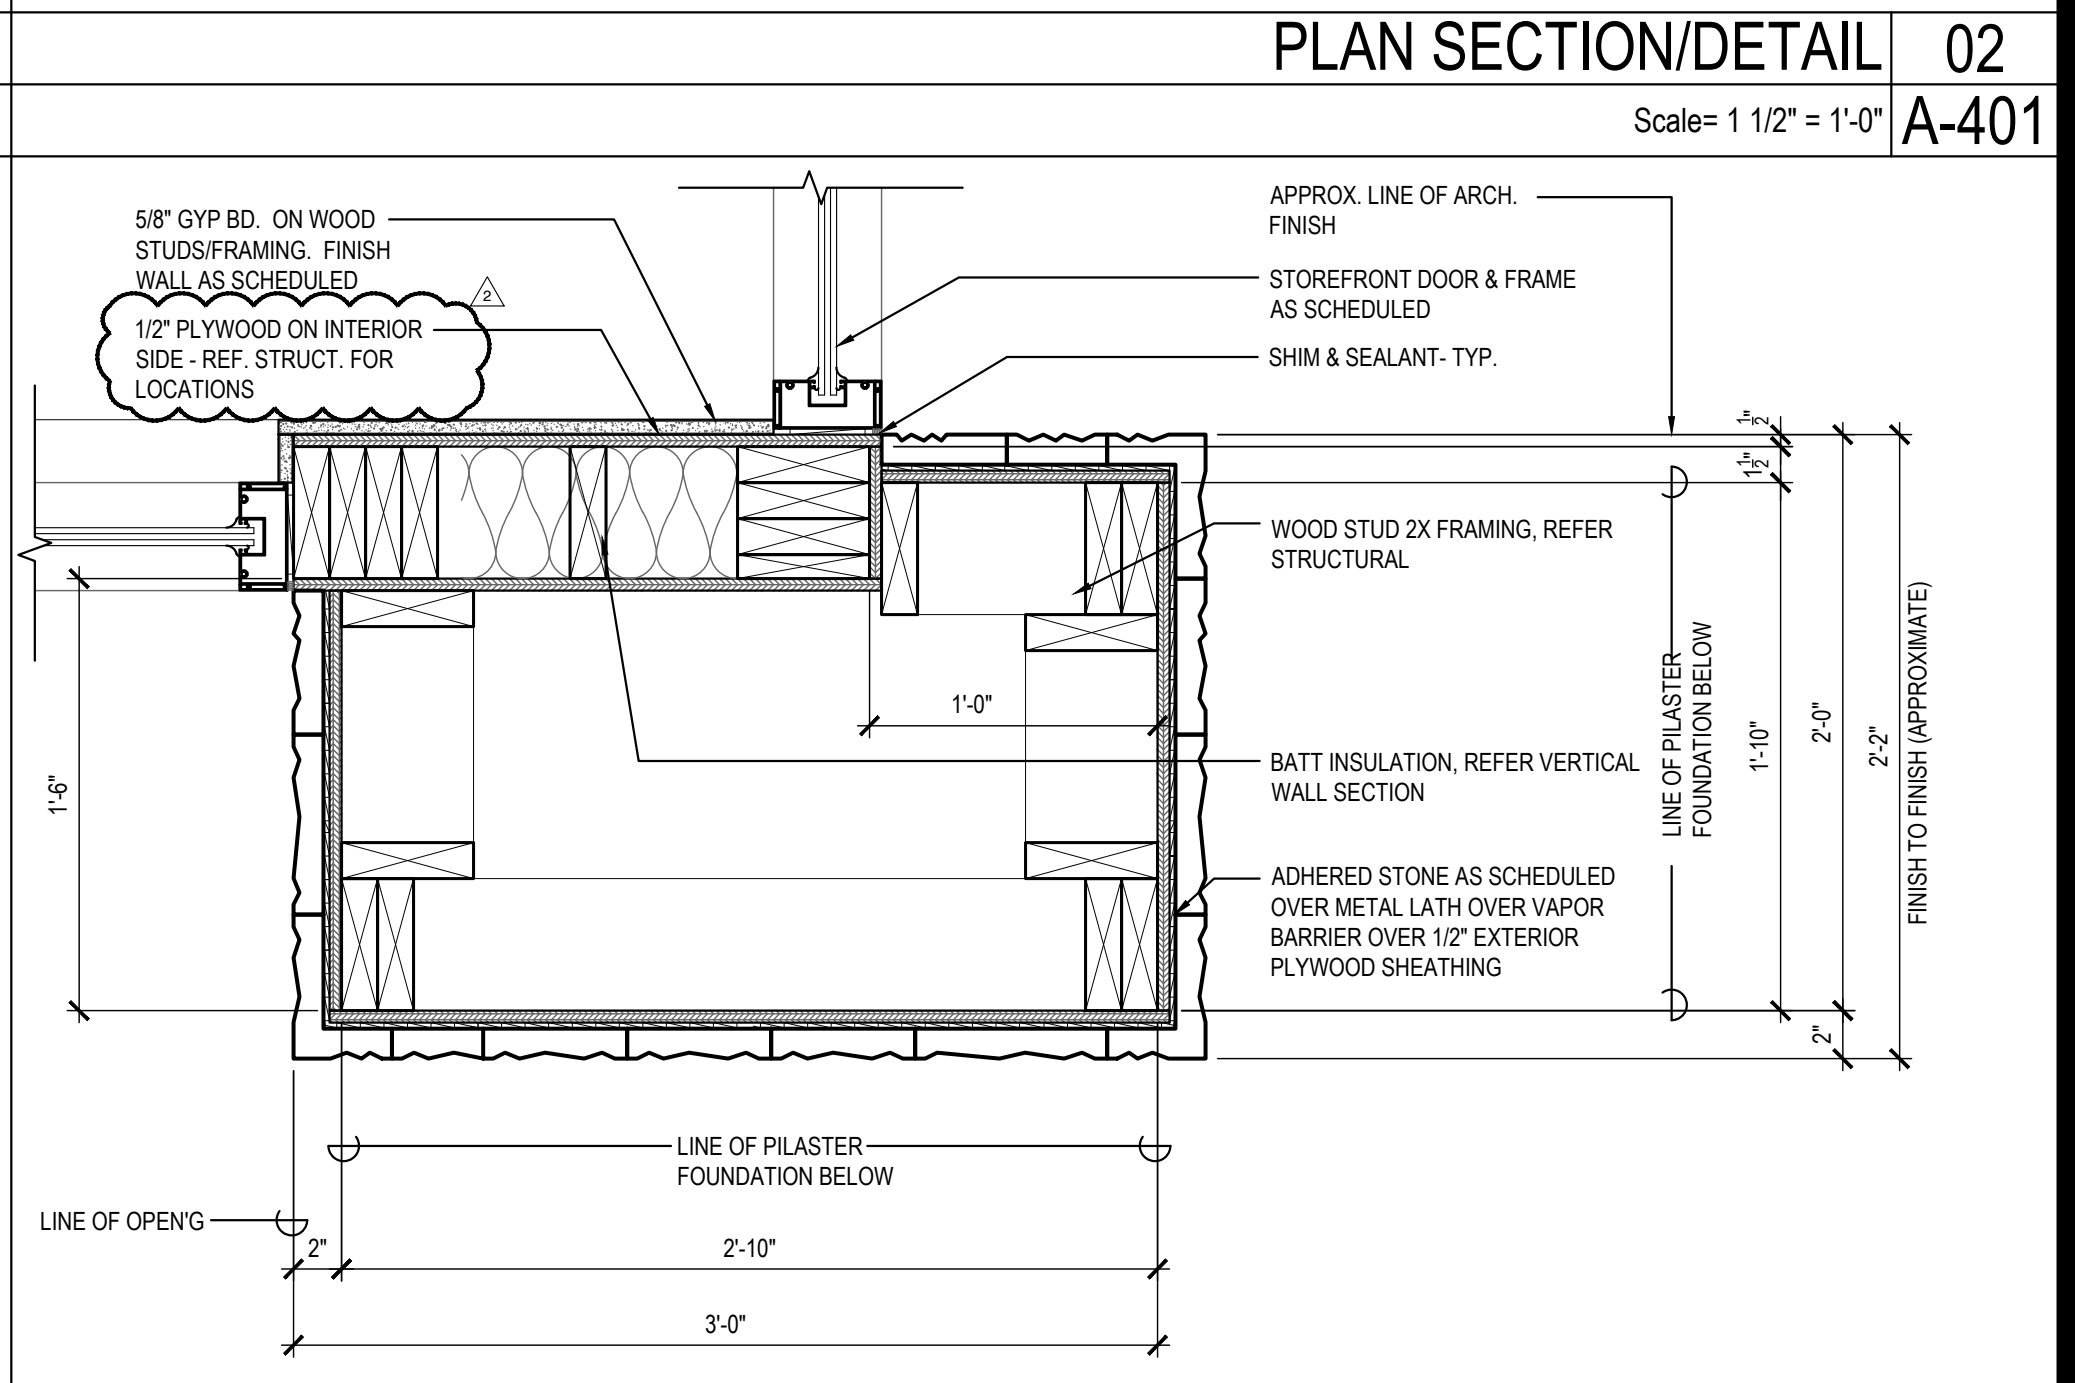 PLAN SECTION/DETAIL
02
Scale= 1 1/2" = 1'-0"
A-401
5/8" GYP BD. ON WOOD
STUDS/FRAMING. FINISH
WALL AS SCHEDULED
2
1/2" PLYWOOD ON INTERIOR
SIDE - REF. STRUCT. FOR
LOCATIONS
APPROX. LINE OF ARCH.
FINISH
STOREFRONT DOOR & FRAME
AS SCHEDULED
SHIM & SEALANT- TYP.
WOOD STUD 2X FRAMING, REFER
STRUCTURAL
BATT INSULATION, REFER VERTICAL
WALL SECTION
ADHERED STONE AS SCHEDULED
OVER METAL LATH OVER VAPOR
BARRIER OVER 1/2" EXTERIOR
PLYWOOD SHEATHING
1'-6"
1'-0"
1/2"
1 1/2"
LINE OF PILASTER
FOUNDATION BELOW
1'-10"
2'-0"
2"
2'-2"
FINISH TO FINISH (APPROXIMATE)
LINE OF PILASTER
FOUNDATION BELOW
LINE OF OPEN'G
2"
2'-10"
3'-0"